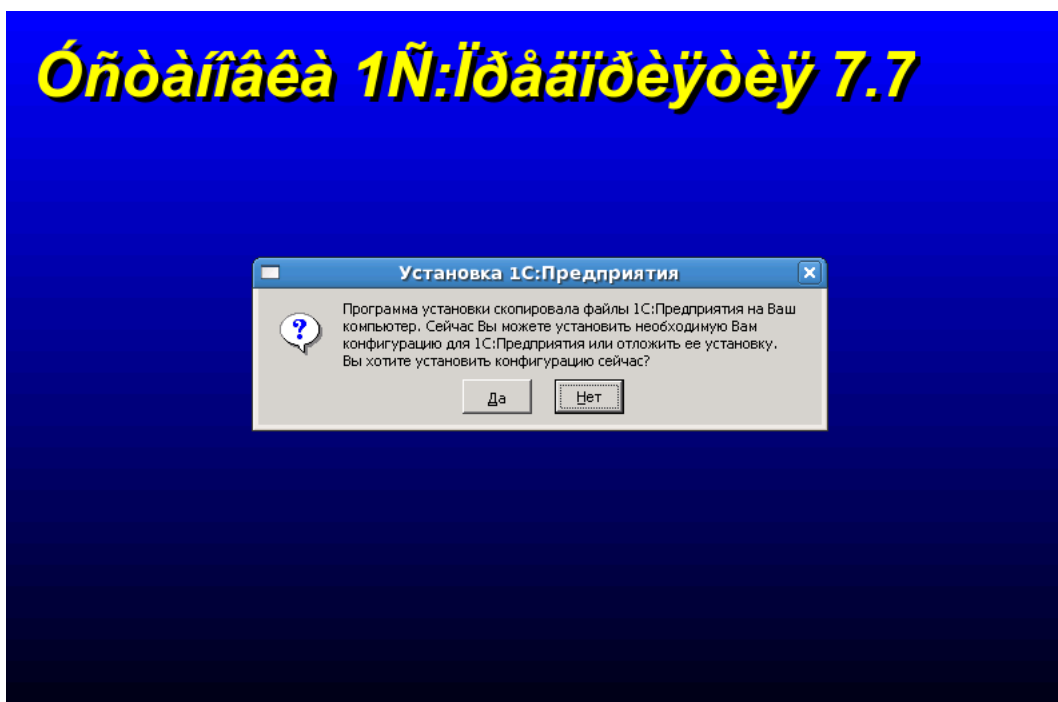 Óñòàíîâêà 1Ñ:Ïðåäïðèÿòèÿ 7.7
Установка 1С:Предприятия
Программа установки скопировала файлы 1С:Предприятия на Ваш
компьютер. Сейчас Вы можете установить необходимую Вам
конфигурацию для 1С:Предприятия или отложить ее установку.
Вы хотите установить конфигурацию сейчас?
Да Нет